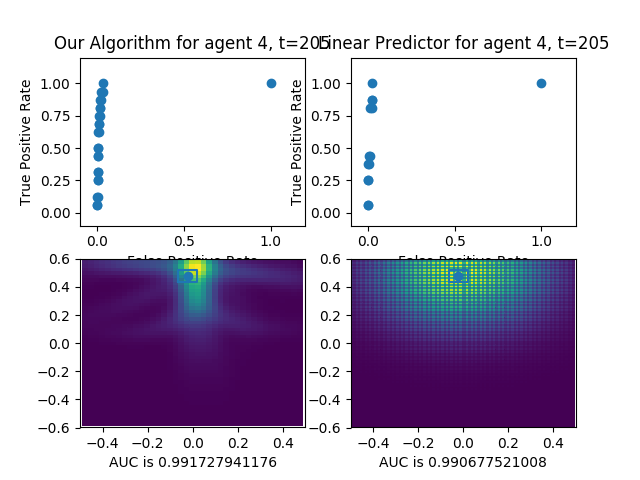 Our Algorithm for agent 4, t=205
Linear Predictor for agent 4, t=205
True Positive Rate
1.00
0.75
0.50
0.25
0.00
0.0 0.5 1.0
False Positive Rate
True Positive Rate
1.00
0.75
0.50
0.25
0.00
0.0 0.5 1.0
False Positive Rate
0.6
0.4
0.2
0.0
−0.2
−0.4
−0.6
−0.4 −0.2 0.0 0.2 0.4
AUC is 0.991727941176
0.6
0.4
0.2
0.0
−0.2
−0.4
−0.6
−0.4 −0.2 0.0 0.2 0.4
AUC is 0.990677521008